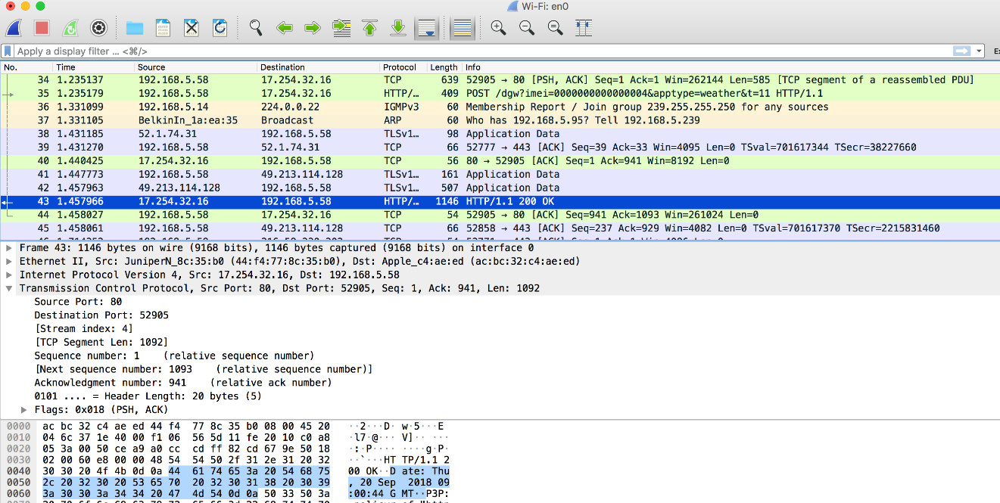 Wi-Fi: en0
Apply a display filter ... <⌘/>
No. Time Source Destination Protocol Length Info
34 1.235137 192.168.5.58 17.254.32.16 TCP 639 52905 → 80 [PSH, ACK] Seq=1 Ack=1 Win=262144 Len=585 [TCP segment of a reassembled PDU]
35 1.235179 192.168.5.58 17.254.32.16 HTTP/… 409 POST /dgw?imei=0000000000000004&apptype=weather&t=11 HTTP/1.1
36 1.331099 192.168.5.14 224.0.0.22 IGMPv3 60 Membership Report / Join group 239.255.255.250 for any sources
37 1.331105 BelkinIn_1a:ea:35 Broadcast ARP 60 Who has 192.168.5.95? Tell 192.168.5.239
38 1.431185 52.1.74.31 192.168.5.58 TLSv1… 98 Application Data
39 1.431270 192.168.5.58 52.1.74.31 TCP 66 52777 → 443 [ACK] Seq=39 Ack=33 Win=4095 Len=0 TSval=701617344 TSecr=38227660
40 1.440425 17.254.32.16 192.168.5.58 TCP 56 80 → 52905 [ACK] Seq=1 Ack=941 Win=8192 Len=0
41 1.447773 192.168.5.58 49.213.114.128 TLSv1… 161 Application Data
42 1.457963 49.213.114.128 192.168.5.58 TLSv1… 507 Application Data
43 1.457966 17.254.32.16 192.168.5.58 HTTP/… 1146 HTTP/1.1 200 OK
44 1.458027 192.168.5.58 17.254.32.16 TCP 54 52905 → 80 [ACK] Seq=941 Ack=1093 Win=261024 Len=0
45 1.458061 192.168.5.58 49.213.114.128 TCP 66 52858 → 443 [ACK] Seq=237 Ack=929 Win=4082 Len=0 TSval=701617370 TSecr=2215831460
Frame 43: 1146 bytes on wire (9168 bits), 1146 bytes captured (9168 bits) on interface 0
Ethernet II, Src: JuniperN_8c:35:b0 (44:f4:77:8c:35:b0), Dst: Apple_c4:ae:ed (ac:bc:32:c4:ae:ed)
Internet Protocol Version 4, Src: 17.254.32.16, Dst: 192.168.5.58
Transmission Control Protocol, Src Port: 80, Dst Port: 52905, Seq: 1, Ack: 941, Len: 1092
Source Port: 80
Destination Port: 52905
[Stream index: 4]
[TCP Segment Len: 1092]
Sequence number: 1 (relative sequence number)
[Next sequence number: 1093 (relative sequence number)]
Acknowledgment number: 941 (relative ack number)
0101 .... = Header Length: 20 bytes (5)
Flags: 0x018 (PSH, ACK)
0000 ac bc 32 c4 ae ed 44 f4 77 8c 35 b0 08 00 45 20 ··2···D· w·5···E
0010 04 6c 37 1e 40 00 f1 06 56 5d 11 fe 20 10 c0 a8 ·l7·@··· V]·· ···
0020 05 3a 00 50 ce a9 a0 cc cd ff 82 cd 67 9e 50 18 ·:·P···· ····g·P·
0030 02 00 60 e8 00 00 48 54 54 50 2f 31 2e 31 20 32 ··`···HT TP/1.1 2
0040 30 30 20 4f 4b 0d 0a 44 61 74 65 3a 20 54 68 75 00 OK··D ate: Thu
0050 2c 20 32 30 20 53 65 70 20 32 30 31 38 20 30 39 , 20 Sep 2018 09
0060 3a 30 30 3a 34 34 20 47 4d 54 0d 0a 50 33 50 3a :00:44 G MT··P3P: